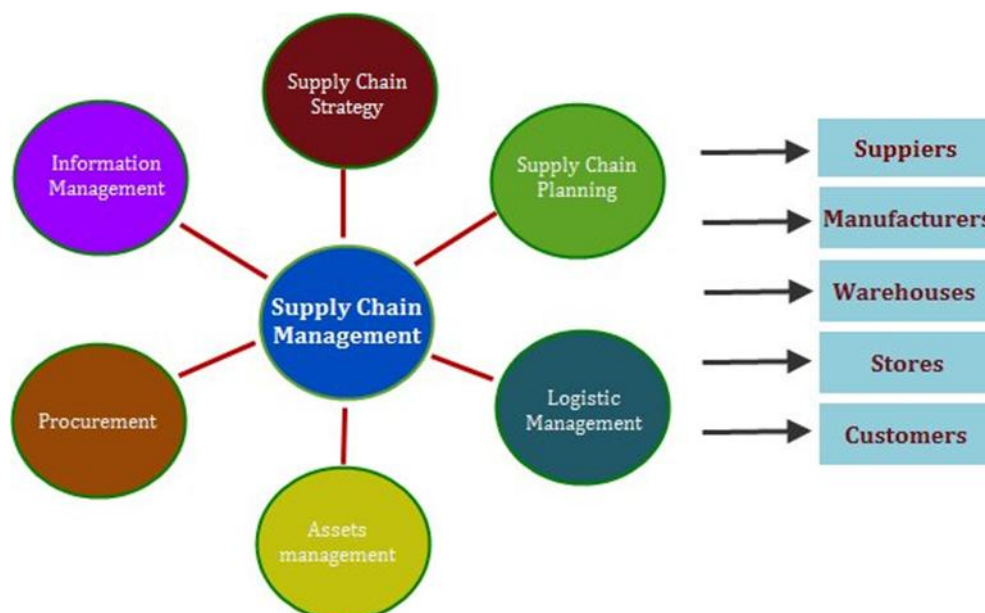 Supply Chain
Strategy
Information
Management
Supply Chain
Planning
Supply Chain
Management
Procurement
Logistic
Management
Assets
management
Suppiers
Manufacturers
Warehouses
Stores
Customers